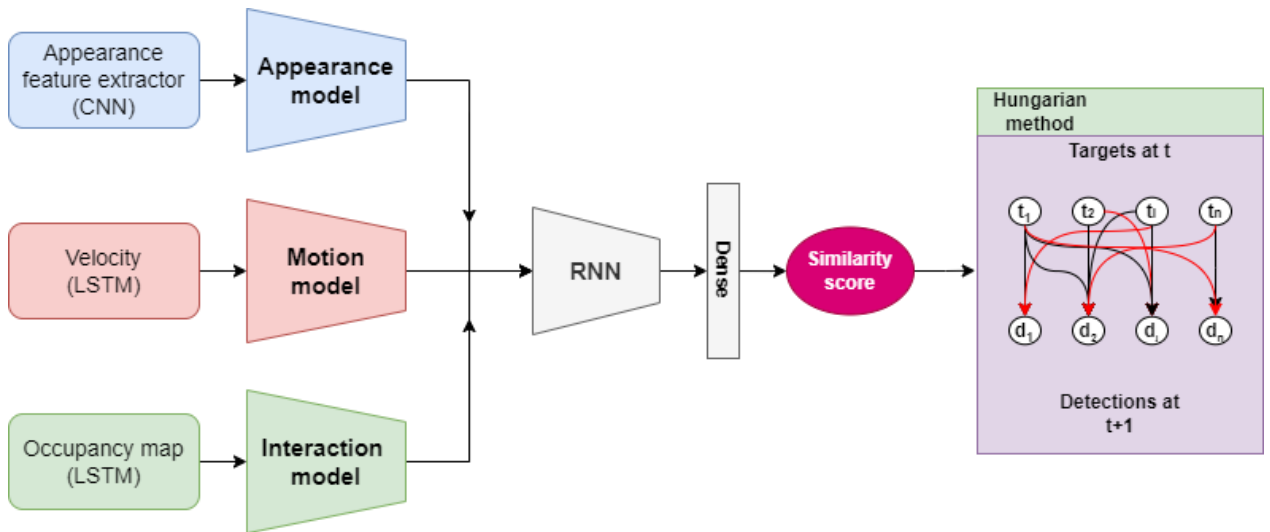 Appearance
feature extractor
(CNN)
Appearance
model
Velocity
(LSTM)
Motion
model
Occupancy map
(LSTM)
Interaction
model
RNN
Dense
Similarity
score
Hungarian
method
Targets at t
t1 t2 tl tn
d1 d2 di dn
Detections at
t+1